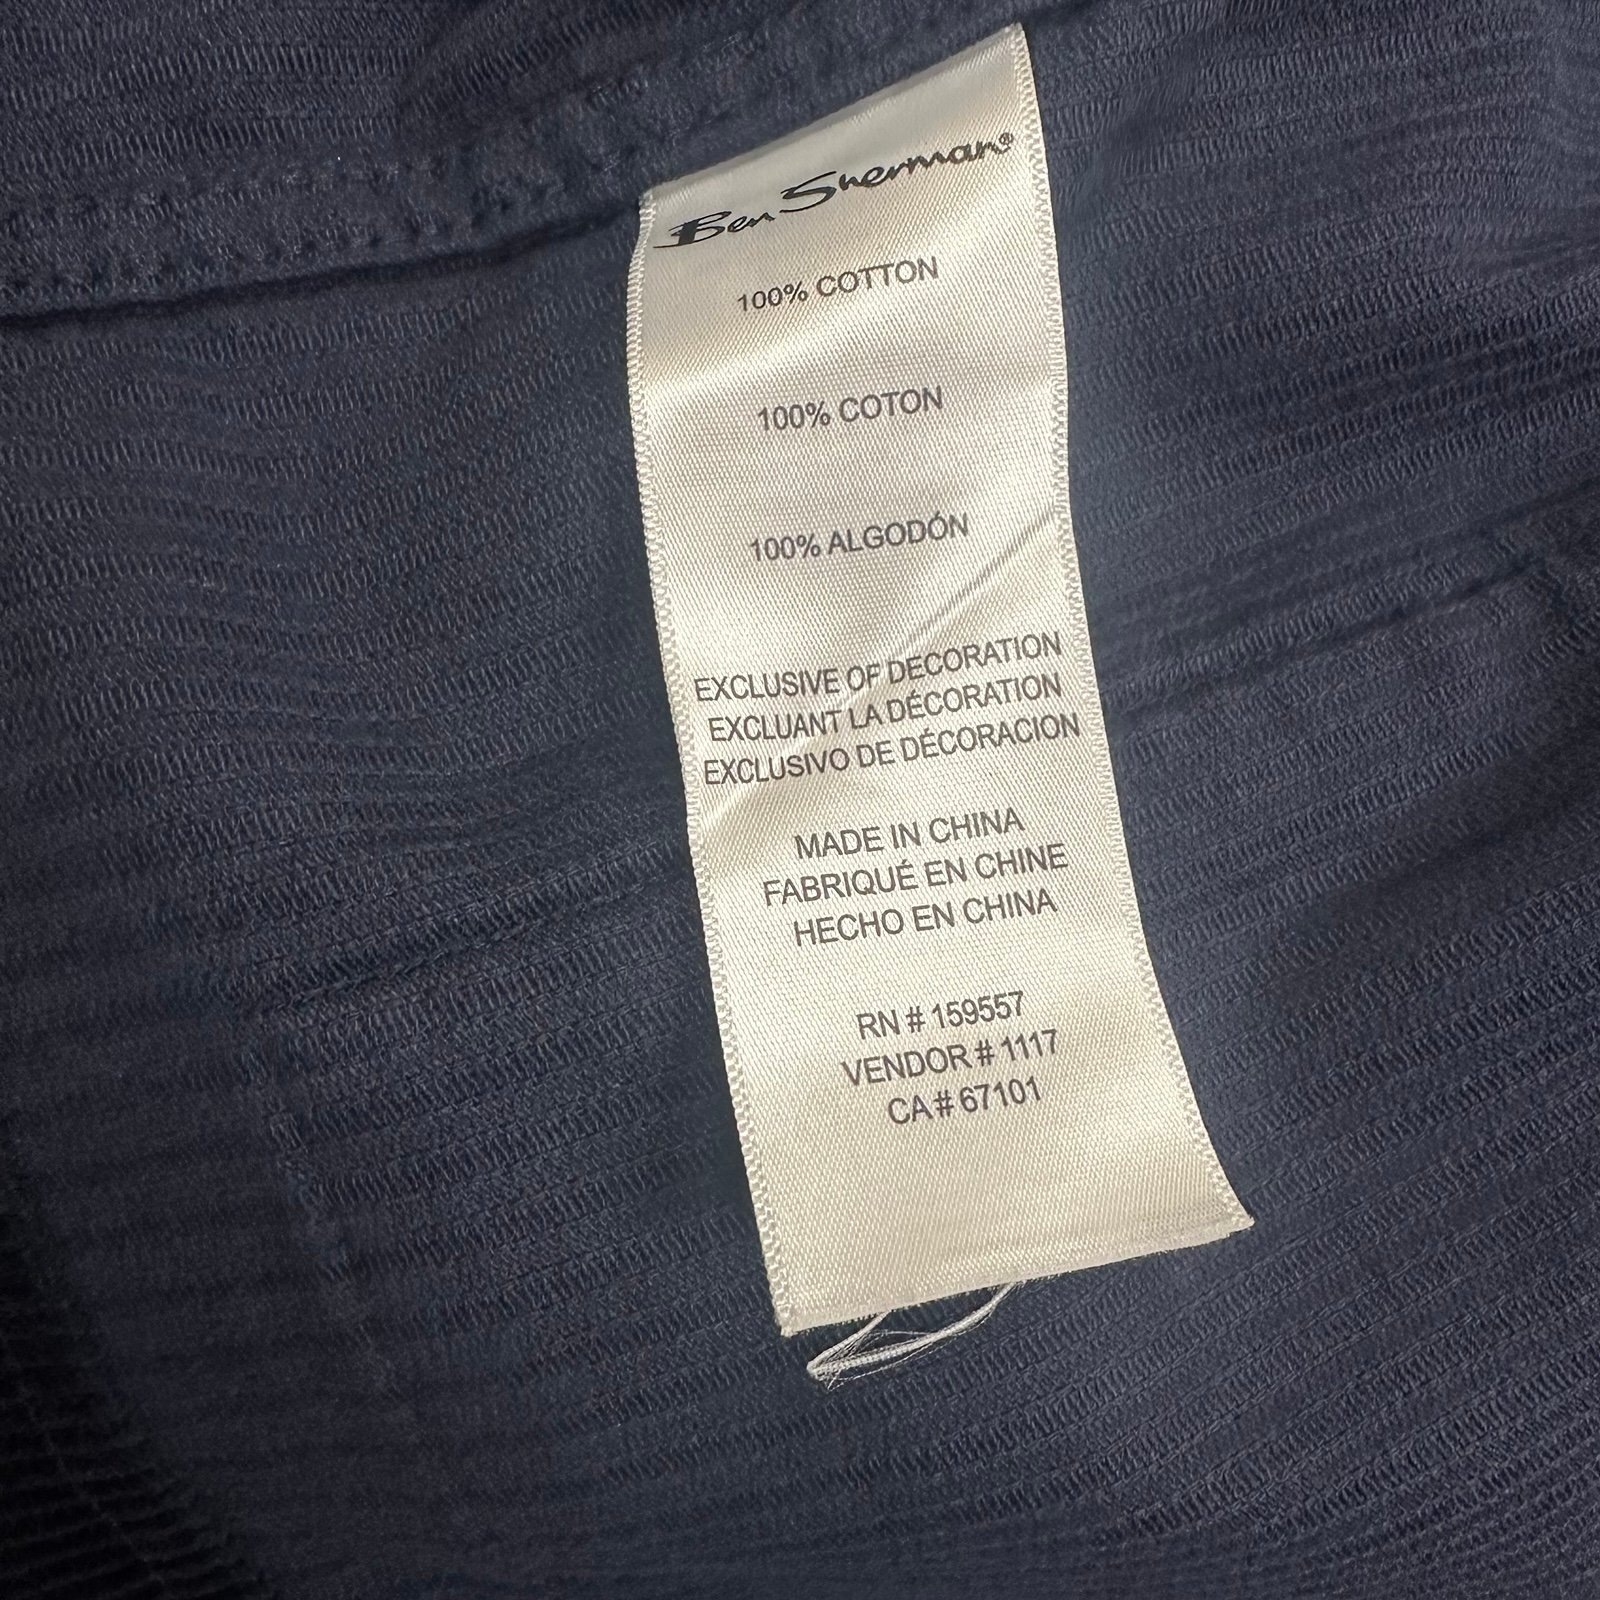 Ben Sherman®
100% COTTON
100% COTON
100% ALGODÓN
EXCLUSIVE OF DECORATION
EXCLUANT LA DÉCORATION
EXCLUSIVO DE DÉCORACION
MADE IN CHINA
FABRIQUÉ EN CHINE
HECHO EN CHINA
RN # 159557
VENDOR # 1117
CA # 67101